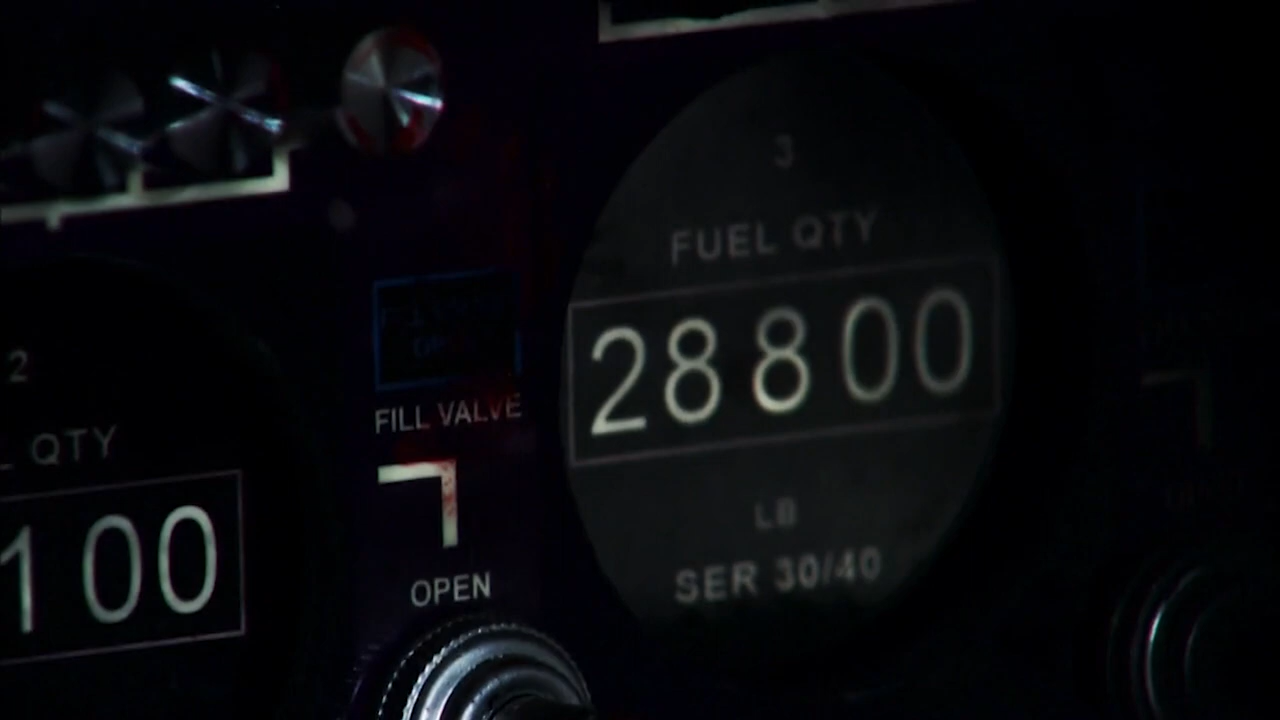 2
QTY
100
FILL VALVE
OPEN
3
FUEL QTY
28800
LB
SER 30/40